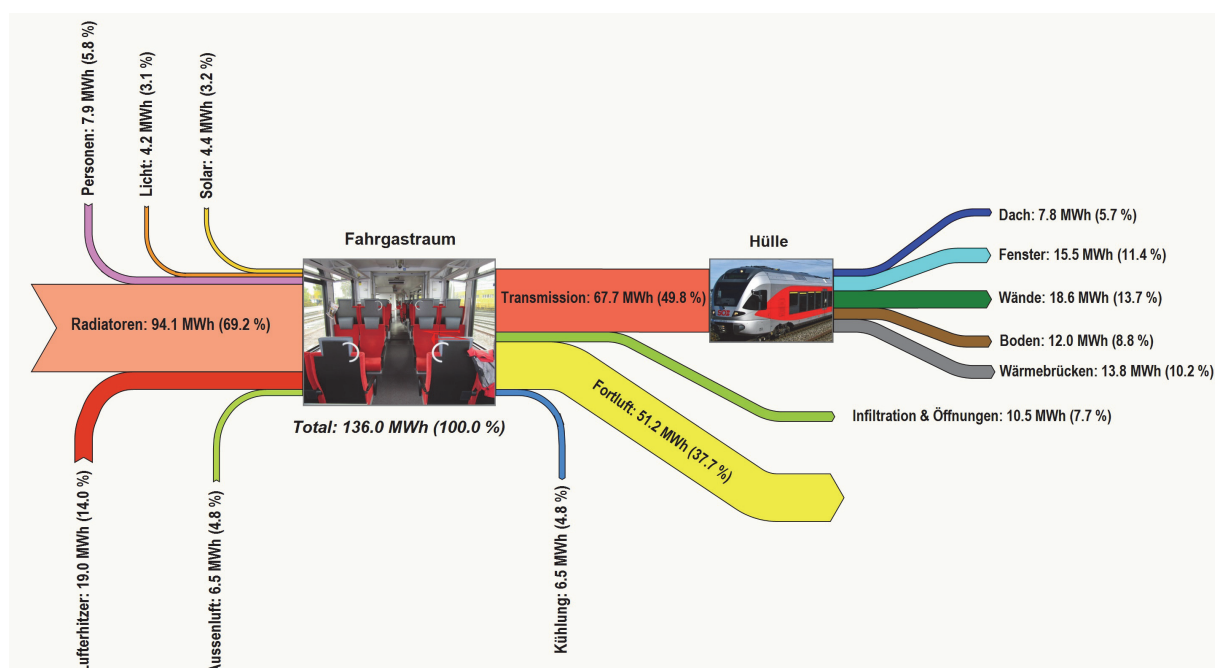 Personen: 7.9 MWh (5.8 %)
Licht: 4.2 MWh (3.1 %)
Solar: 4.4 MWh (3.2 %)
Fahrgastraum
Hülle
Radiatoren: 94.1 MWh (69.2 %)
Transmission: 67.7 MWh (49.8 %)
Dach: 7.8 MWh (5.7 %)
Fenster: 15.5 MWh (11.4 %)
Wände: 18.6 MWh (13.7 %)
Boden: 12.0 MWh (8.8 %)
Wärmebrücken: 13.8 MWh (10.2 %)
Total: 136.0 MWh (100.0 %)
Fortluft: 51.2 MWh (37.7 %)
Infiltration & Öffnungen: 10.5 MWh (7.7 %)
ufterhitzer: 19.0 MWh (14.0 %)
Aussenluft: 6.5 MWh (4.8 %)
Kühlung: 6.5 MWh (4.8 %)